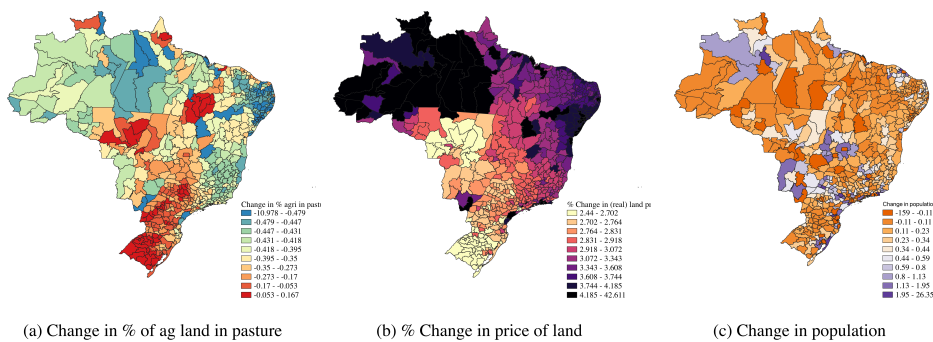 Change in % agri in pastu
-10.978 - -0.479
-0.479 - -0.447
-0.447 - -0.431
-0.431 - -0.418
-0.418 - -0.395
-0.395 - -0.35
-0.35 - -0.273
-0.273 - -0.17
-0.17 - -0.053
-0.053 - 0.167
% Change in (real) land pr
2.44 - 2.702
2.702 - 2.764
2.764 - 2.831
2.831 - 2.918
2.918 - 3.072
3.072 - 3.343
3.343 - 3.608
3.608 - 3.744
3.744 - 4.185
4.185 - 42.611
Change in populatio
-159 - -0.11
-0.11 - 0.11
0.11 - 0.23
0.23 - 0.34
0.34 - 0.44
0.44 - 0.59
0.59 - 0.8
0.8 - 1.13
1.13 - 1.95
1.95 - 26.35
(a) Change in % of ag land in pasture
(b) % Change in price of land
(c) Change in population